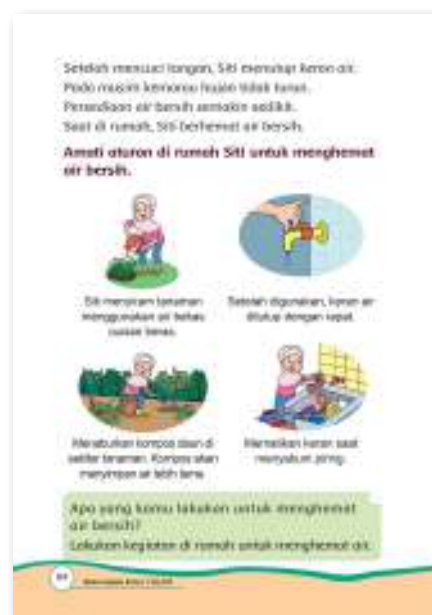 Setelah mencuci tangan, Siti menutup keran air.
Pada musim kemarau hujan tidak turun.
Persediaan air bersih semakin sedikit.
Saat di rumah, Siti berhemat air bersih.
Amati aturan di rumah Siti untuk menghemat
air bersih.
Siti menyiram tanaman
menggunakan air bekas
cucian beras.
Setelah digunakan, keran air
ditutup dengan rapat.
Menaburkan kompos daun di
sekitar tanaman. Kompos akan
menyimpan air lebih lama.
Mematikan keran saat
menyabuni piring.
Apa yang kamu lakukan untuk menghemat
air bersih?
Lakukan kegiatan di rumah untuk menghemat air.